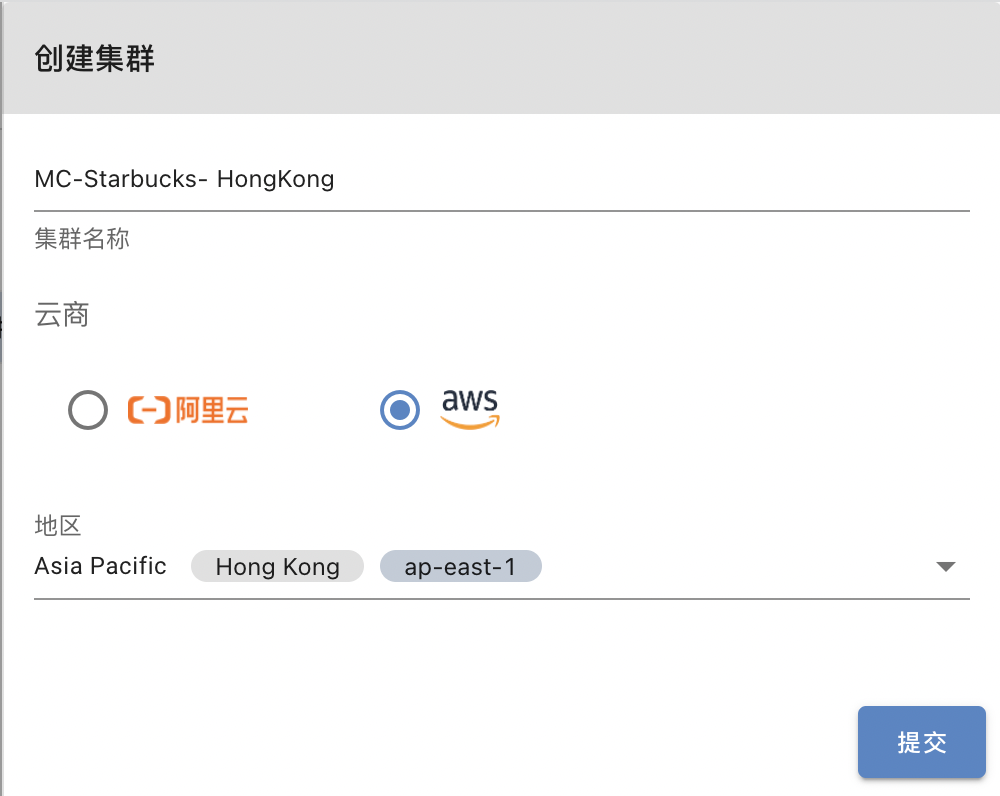 创建集群
MC-Starbucks- HongKong
集群名称
云商
阿里云 aws
地区
Asia Pacific Hong Kong ap-east-1
提交